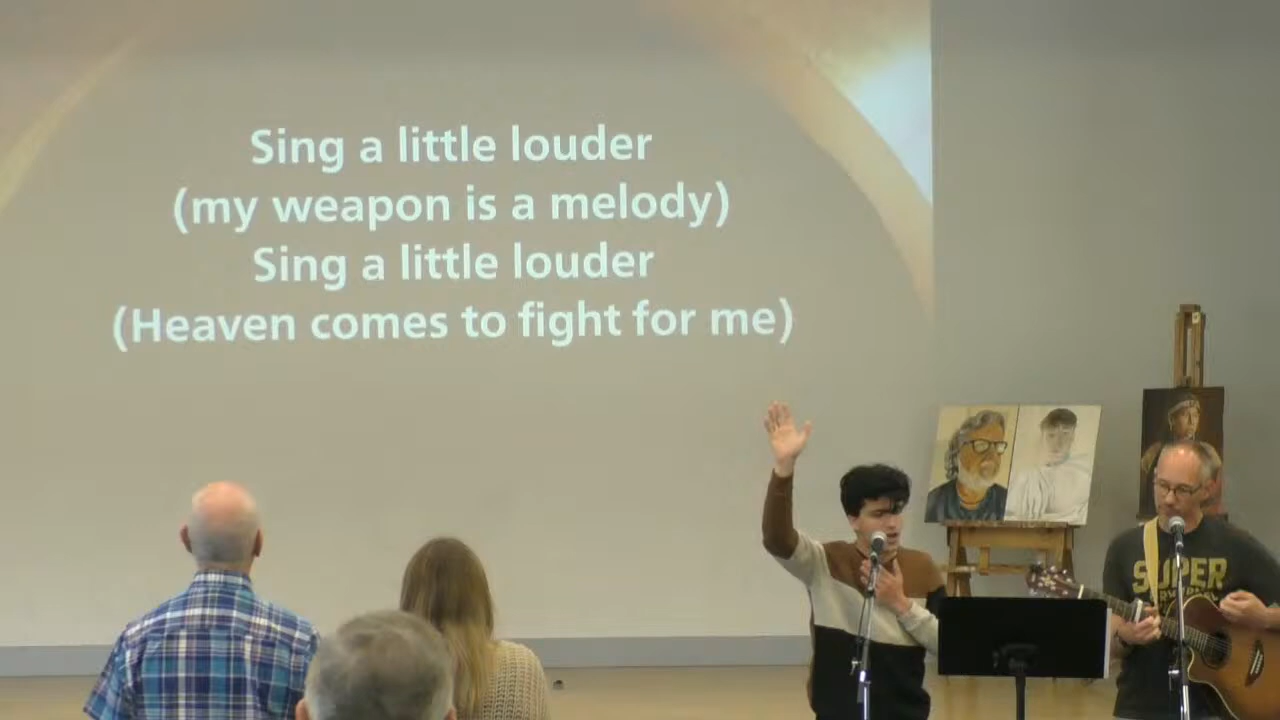 Sing a little louder
(my weapon is a melody)
Sing a little louder
(Heaven comes to fight for me)
SUPER